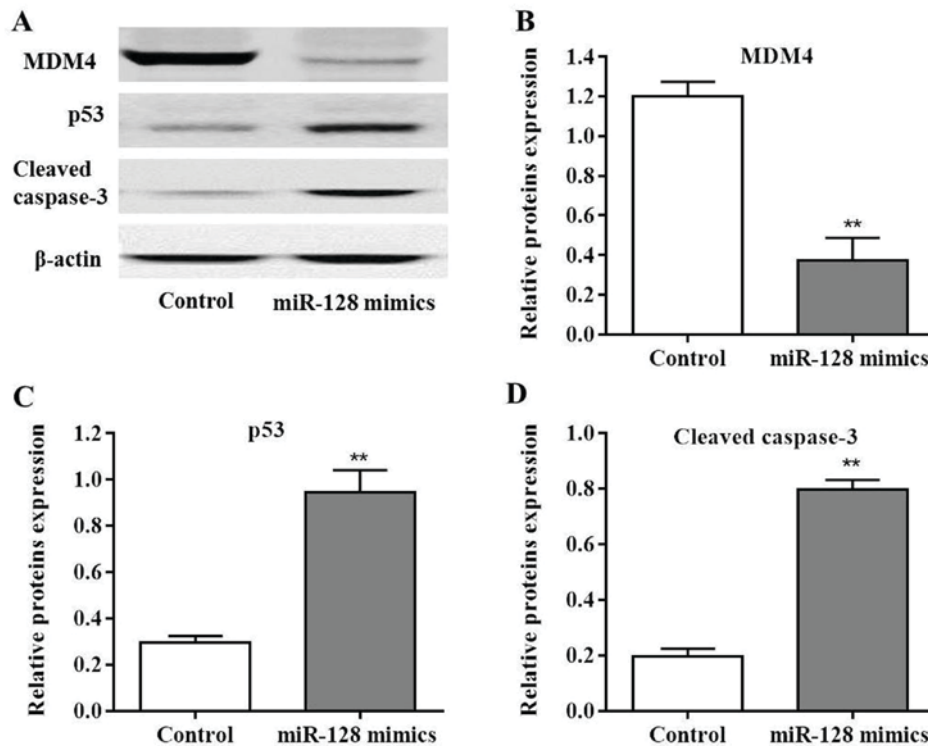 A
MDM4
p53
Cleaved
caspase-3
β-actin
Control miR-128 mimics
B
MDM4
Relative proteins expression
1.4
1.2
1.0
0.8
0.6
0.4
0.2
0.0
**
Control miR-128 mimics
C
p53
Relative proteins expression
1.2
1.0
0.8
0.6
0.4
0.2
0.0
**
Control miR-128 mimics
D
Cleaved caspase-3
Relative proteins expression
1.0
0.8
0.6
0.4
0.2
0.0
**
Control miR-128 mimics